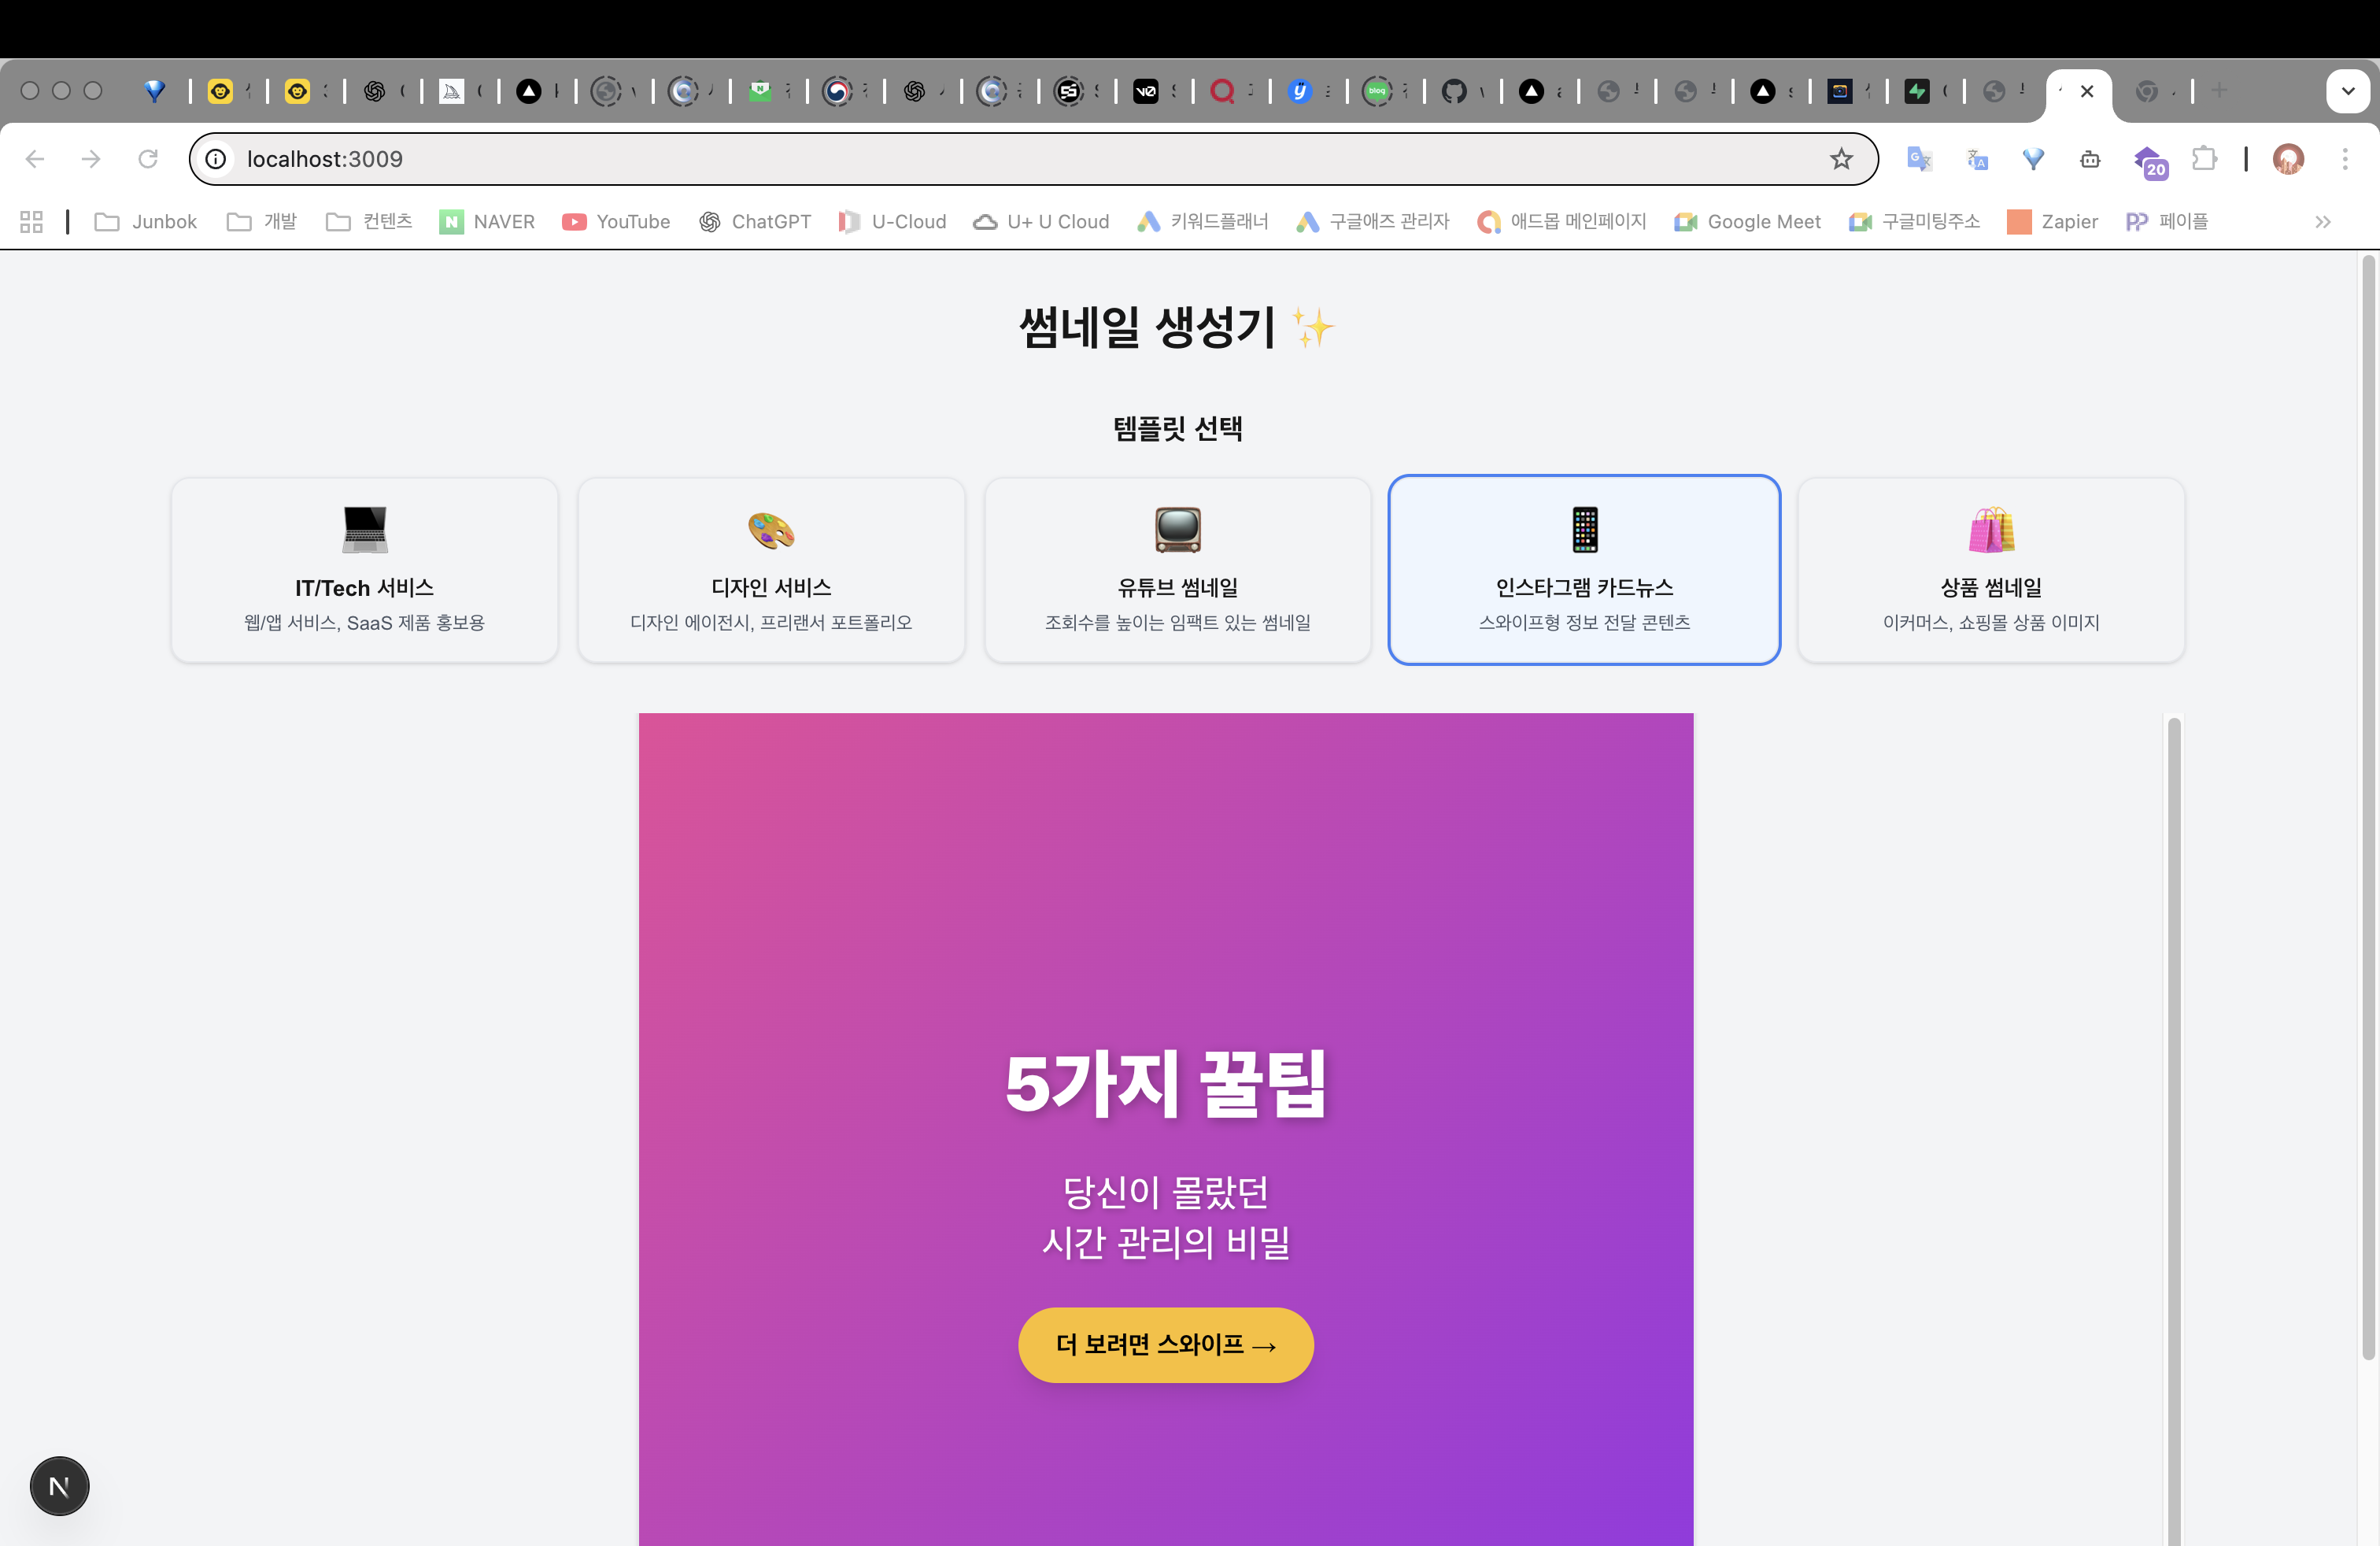 localhost:3009
Junbok
개발
컨텐츠
NAVER
YouTube
ChatGPT
U-Cloud
U+ U Cloud
키워드플래너
구글애즈 관리자
애드몹 메인페이지
Google Meet
구글미팅주소
Zapier
페이플
20
썸네일 생성기 ✨
템플릿 선택
IT/Tech 서비스
웹/앱 서비스, SaaS 제품 홍보용
디자인 서비스
디자인 에이전시, 프리랜서 포트폴리오
유튜브 썸네일
조회수를 높이는 임팩트 있는 썸네일
인스타그램 카드뉴스
스와이프형 정보 전달 콘텐츠
상품 썸네일
이커머스, 쇼핑몰 상품 이미지
5가지 꿀팁
당신이 몰랐던
시간 관리의 비밀
더 보려면 스와이프 →
N